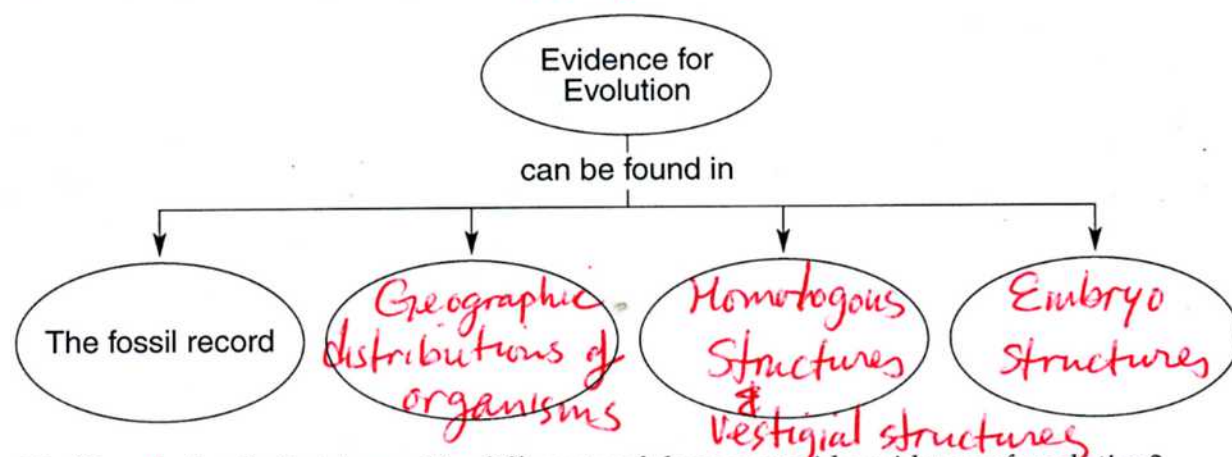 Evidence for
Evolution
can be found in
The fossil record
Geographic
distributions of
organisms
Homologous
Structures
&
Vestigial structures
Embryo
Structures